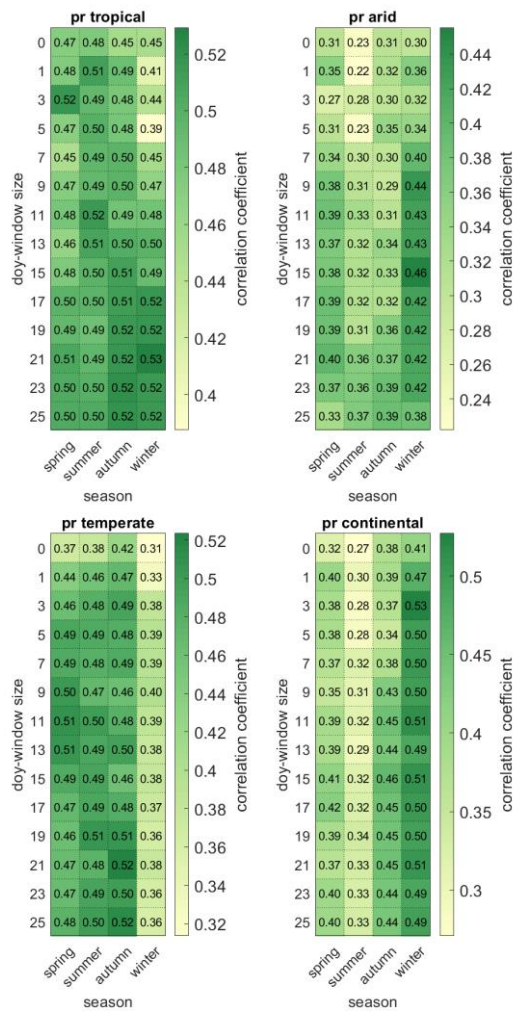 pr tropical
0 0.47 0.48 0.45 0.45
1 0.48 0.51 0.49 0.41
3 0.52 0.49 0.48 0.44
5 0.47 0.50 0.48 0.39
7 0.45 0.49 0.50 0.45
9 0.47 0.49 0.50 0.47
11 0.48 0.52 0.49 0.48
13 0.46 0.51 0.50 0.50
15 0.48 0.50 0.51 0.49
17 0.50 0.50 0.51 0.52
19 0.49 0.49 0.52 0.52
21 0.51 0.49 0.52 0.53
23 0.50 0.50 0.52 0.52
25 0.50 0.50 0.52 0.52
doy-window size
spring summer autumn winter
season
0.52
0.5
0.48
0.46
0.44
0.42
0.4
correlation coefficient
pr arid
0 0.31 0.23 0.31 0.30
1 0.35 0.22 0.32 0.36
3 0.27 0.28 0.30 0.32
5 0.31 0.23 0.35 0.34
7 0.34 0.30 0.30 0.40
9 0.38 0.31 0.29 0.44
11 0.39 0.33 0.31 0.43
13 0.37 0.32 0.34 0.43
15 0.38 0.32 0.33 0.46
17 0.39 0.32 0.32 0.42
19 0.39 0.31 0.36 0.42
21 0.40 0.36 0.37 0.42
23 0.37 0.36 0.39 0.42
25 0.33 0.37 0.39 0.38
doy-window size
spring summer autumn winter
season
0.44
0.42
0.4
0.38
0.36
0.34
0.32
0.3
0.28
0.26
0.24
correlation coefficient
pr temperate
0 0.37 0.38 0.42 0.31
1 0.44 0.46 0.47 0.33
3 0.46 0.48 0.49 0.38
5 0.49 0.49 0.48 0.39
7 0.49 0.48 0.49 0.39
9 0.50 0.47 0.46 0.40
11 0.51 0.50 0.48 0.39
13 0.51 0.49 0.50 0.38
15 0.49 0.49 0.46 0.38
17 0.47 0.49 0.48 0.37
19 0.46 0.51 0.51 0.36
21 0.47 0.48 0.52 0.38
23 0.47 0.49 0.50 0.36
25 0.48 0.50 0.52 0.36
doy-window size
spring summer autumn winter
season
0.52
0.5
0.48
0.46
0.44
0.42
0.4
0.38
0.36
0.34
0.32
correlation coefficient
pr continental
0 0.32 0.27 0.38 0.41
1 0.40 0.30 0.39 0.47
3 0.38 0.28 0.37 0.53
5 0.38 0.28 0.34 0.50
7 0.37 0.32 0.38 0.50
9 0.35 0.31 0.43 0.50
11 0.39 0.32 0.45 0.51
13 0.39 0.29 0.44 0.49
15 0.41 0.32 0.46 0.51
17 0.42 0.32 0.45 0.50
19 0.39 0.34 0.45 0.50
21 0.37 0.33 0.45 0.51
23 0.40 0.33 0.44 0.49
25 0.40 0.33 0.44 0.49
doy-window size
spring summer autumn winter
season
0.5
0.45
0.4
0.35
0.3
correlation coefficient